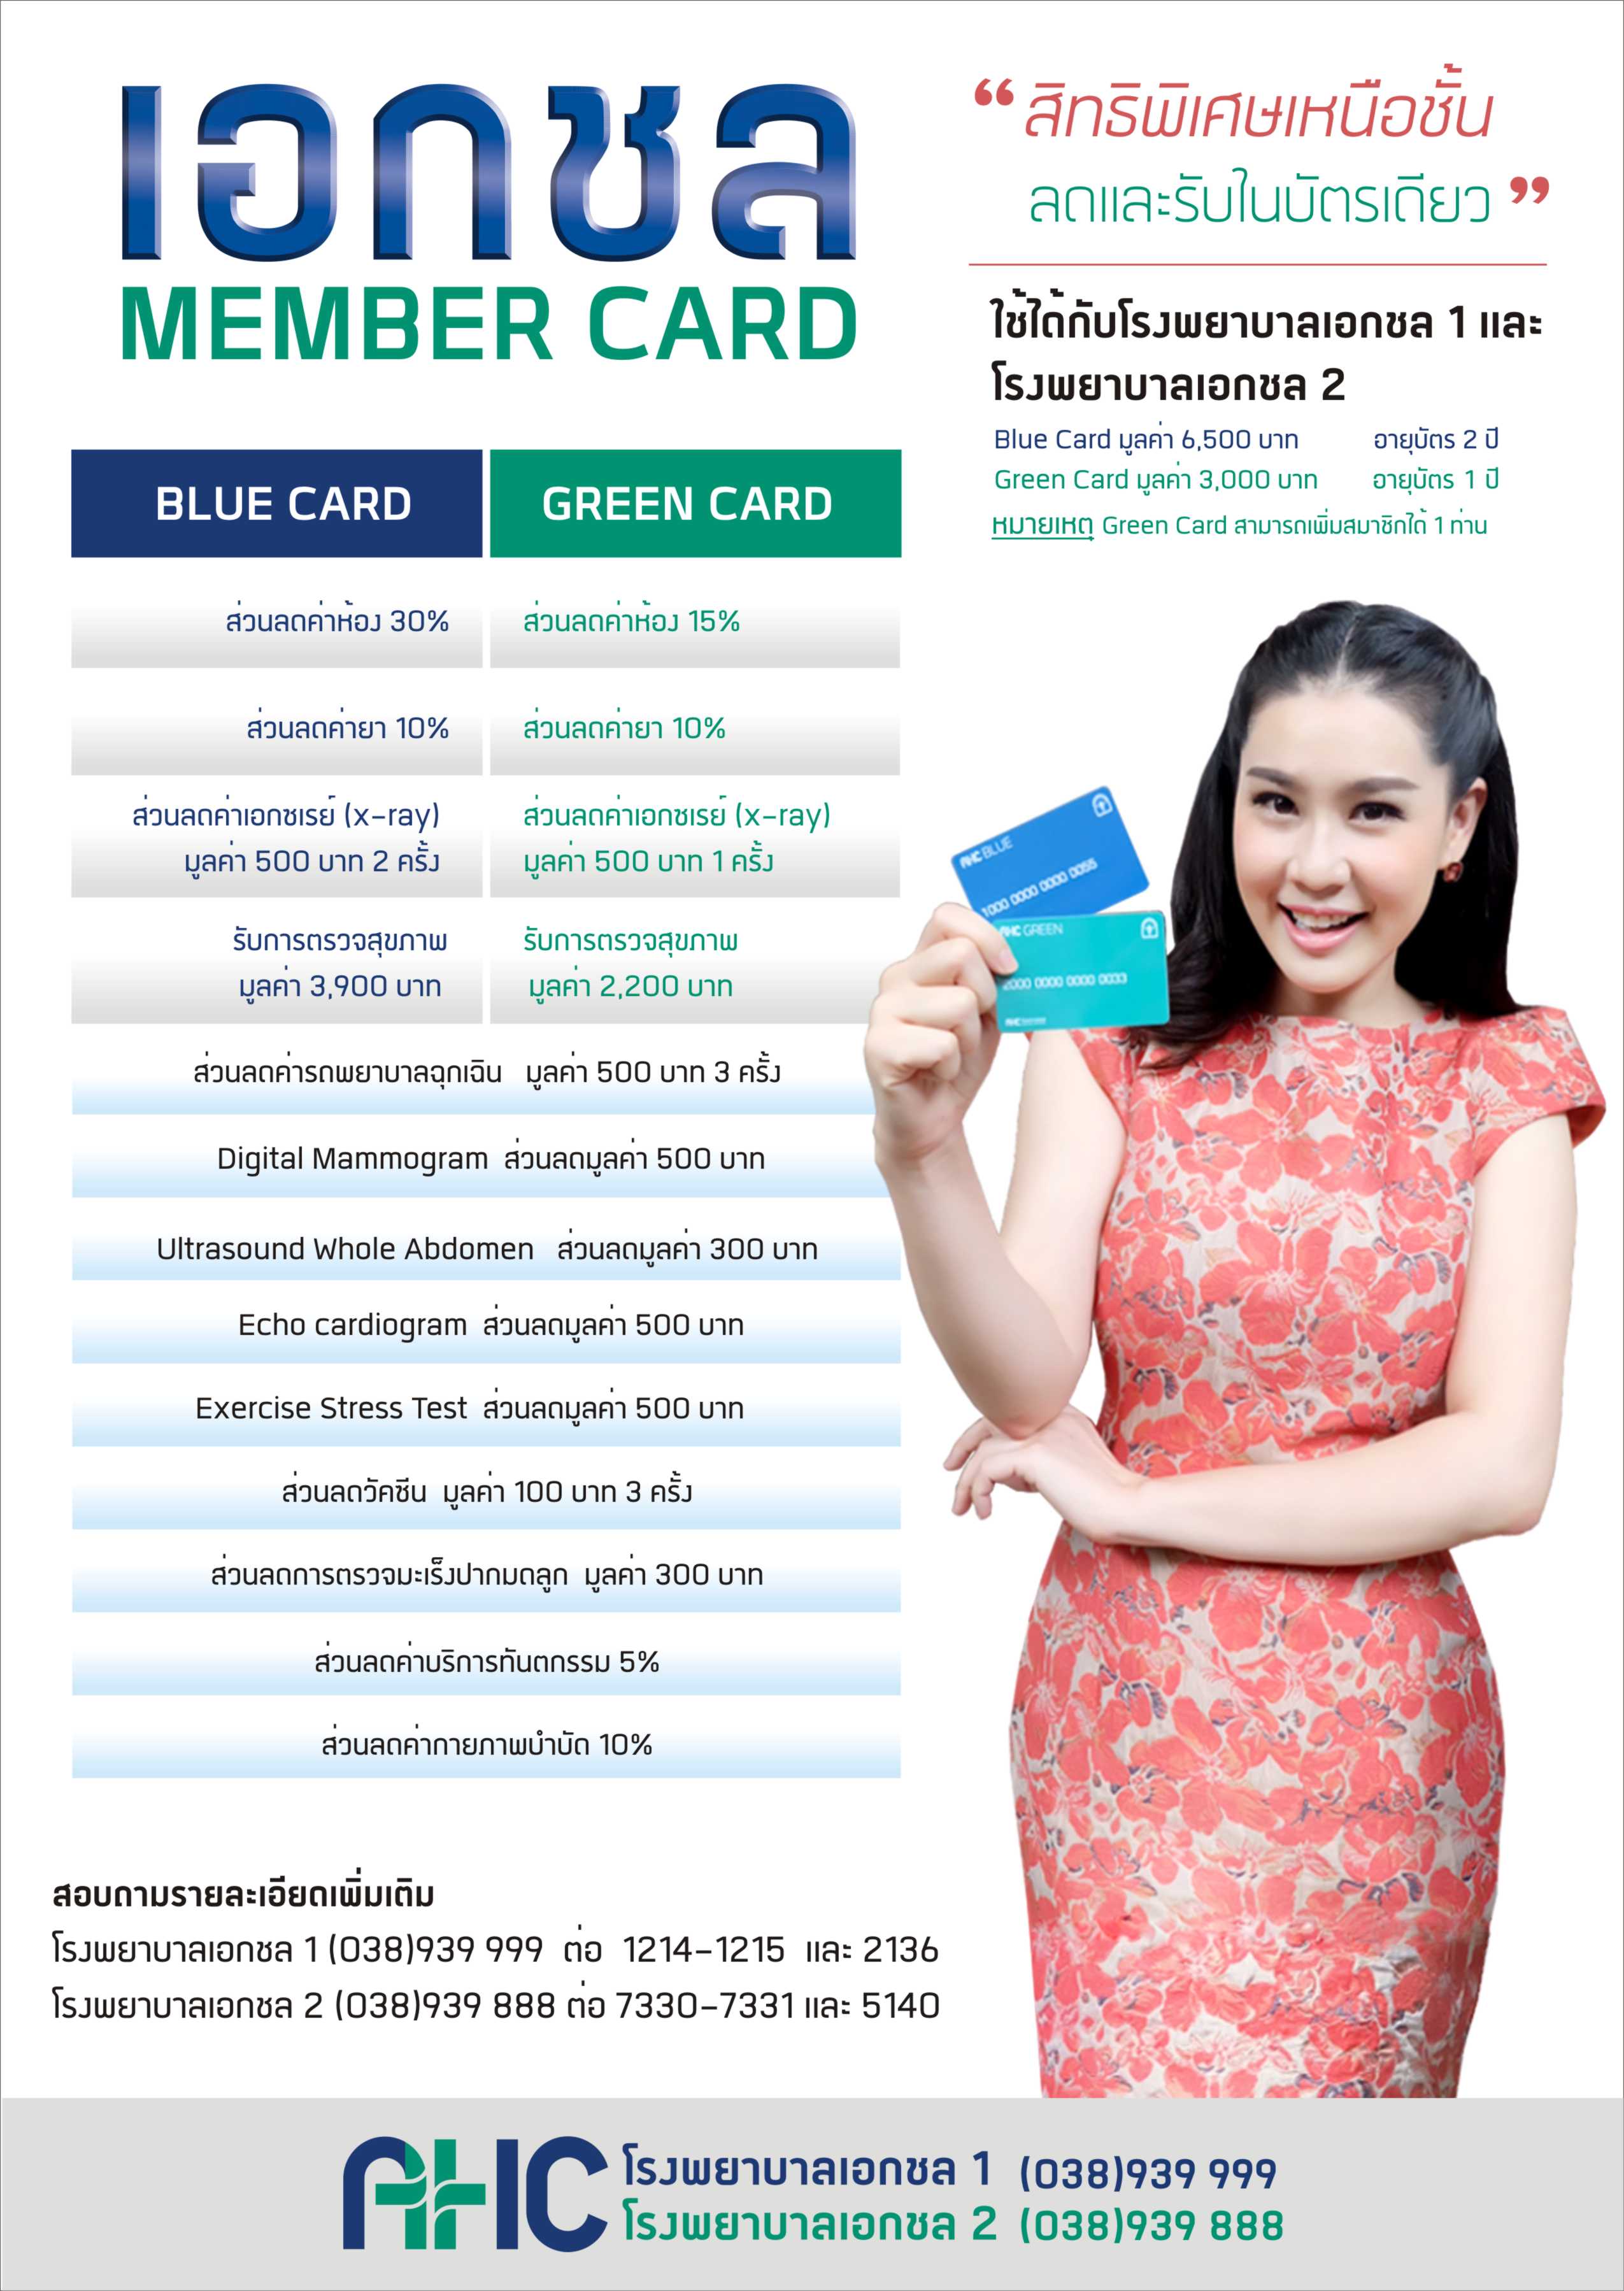 เอกชล
MEMBER CARD
“ สิทธิพิเศษเหนือชั้น
ลดและรับในบัตรเดียว ”
ใช้ได้กับโรงพยาบาลเอกชล 1 และ
โรงพยาบาลเอกชล 2
Blue Card มูลค่า 6,500 บาท อายุบัตร 2 ปี
Green Card มูลค่า 3,000 บาท อายุบัตร 1 ปี
หมายเหตุ Green Card สามารถเพิ่มสมาชิกได้ 1 ท่าน
BLUE CARD GREEN CARD
ส่วนลดค่าห้อง 30% ส่วนลดค่าห้อง 15%
ส่วนลดค่ายา 10% ส่วนลดค่ายา 10%
ส่วนลดค่าเอกซเรย์ (x-ray) ส่วนลดค่าเอกซเรย์ (x-ray)
มูลค่า 500 บาท 2 ครั้ง มูลค่า 500 บาท 1 ครั้ง
รับการตรวจสุขภาพ รับการตรวจสุขภาพ
มูลค่า 3,900 บาท มูลค่า 2,200 บาท
ส่วนลดค่ารถพยาบาลฉุกเฉิน มูลค่า 500 บาท 3 ครั้ง
Digital Mammogram ส่วนลดมูลค่า 500 บาท
Ultrasound Whole Abdomen ส่วนลดมูลค่า 300 บาท
Echo cardiogram ส่วนลดมูลค่า 500 บาท
Exercise Stress Test ส่วนลดมูลค่า 500 บาท
ส่วนลดวัคซีน มูลค่า 100 บาท 3 ครั้ง
ส่วนลดการตรวจมะเร็งปากมดลูก มูลค่า 300 บาท
ส่วนลดค่าบริการทันตกรรม 5%
ส่วนลดค่ากายภาพบำบัด 10%
AHC BLUE
1000 0000 0000 0055
AHC GREEN
2000 0000 0000 0033
สอบถามรายละเอียดเพิ่มเติม
โรงพยาบาลเอกชล 1 (038)939 999 ต่อ 1214-1215 และ 2136
โรงพยาบาลเอกชล 2 (038)939 888 ต่อ 7330-7331 และ 5140
AHC
โรงพยาบาลเอกชล 1 (038)939 999
โรงพยาบาลเอกชล 2 (038)939 888